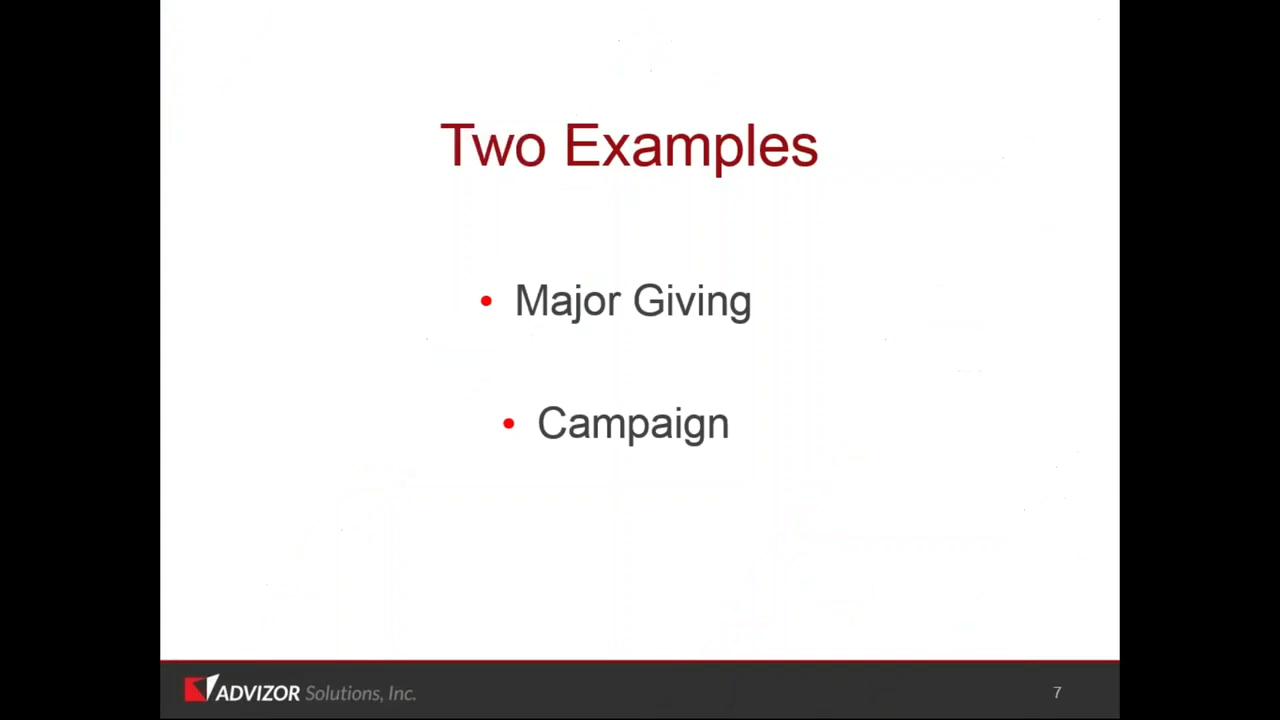 Two Examples
• Major Giving
• Campaign
ADVIZOR Solutions, Inc.
7